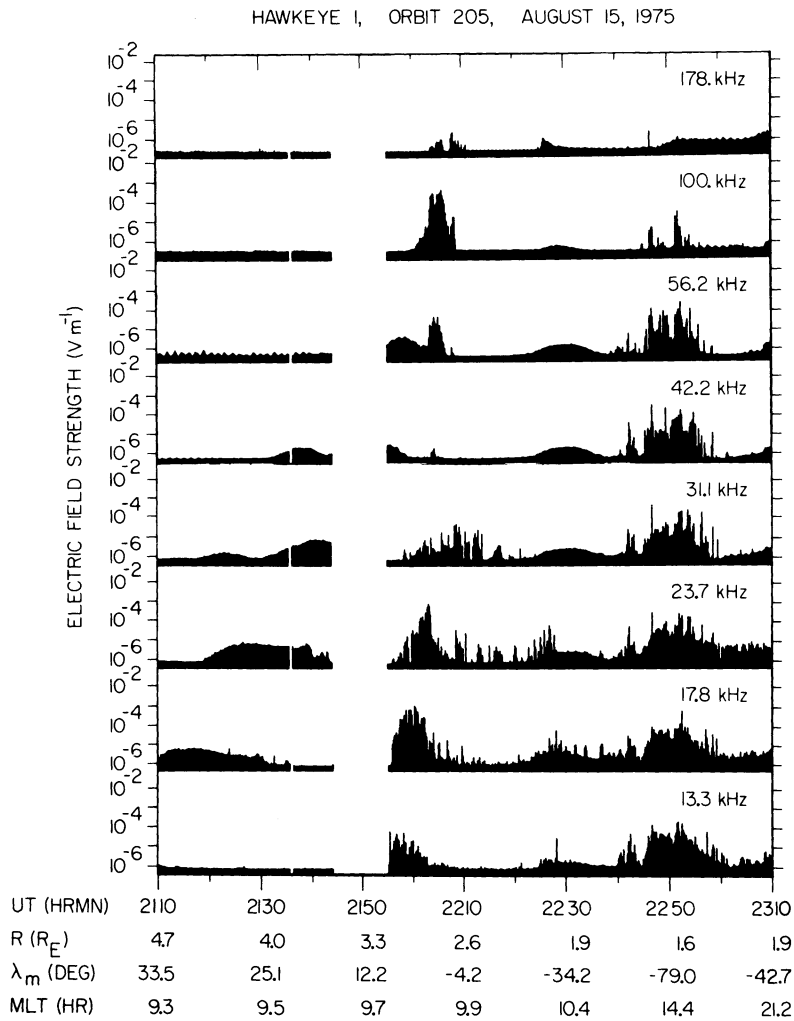 HAWKEYE 1, ORBIT 205, AUGUST 15, 1975
ELECTRIC FIELD STRENGTH (V m⁻¹)
10⁻²
10⁻⁴
10⁻⁶
178. kHz
10⁻²
10⁻⁴
10⁻⁶
100. kHz
10⁻²
10⁻⁴
10⁻⁶
56.2 kHz
10⁻²
10⁻⁴
10⁻⁶
42.2 kHz
10⁻²
10⁻⁴
10⁻⁶
31.1 kHz
10⁻²
10⁻⁴
10⁻⁶
23.7 kHz
10⁻²
10⁻⁴
10⁻⁶
17.8 kHz
10⁻²
10⁻⁴
10⁻⁶
13.3 kHz
UT (HRMN) 2110 2130 2150 2210 2230 2250 2310
R (R_E) 4.7 4.0 3.3 2.6 1.9 1.6 1.9
λ_m (DEG) 33.5 25.1 12.2 -4.2 -34.2 -79.0 -42.7
MLT (HR) 9.3 9.5 9.7 9.9 10.4 14.4 21.2